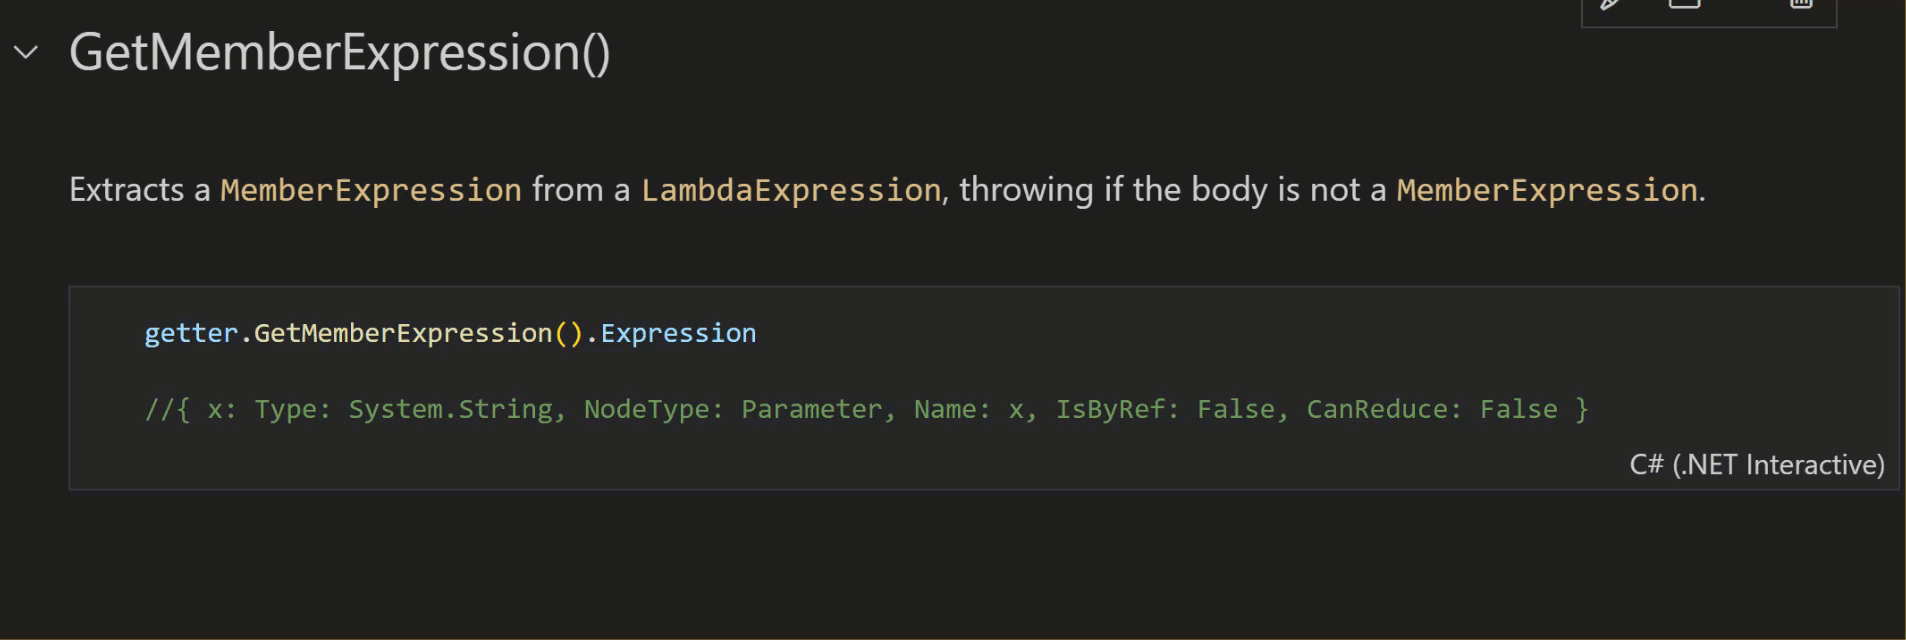 GetMemberExpression()
Extracts a MemberExpression from a LambdaExpression, throwing if the body is not a MemberExpression.
getter.GetMemberExpression().Expression
//{ x: Type: System.String, NodeType: Parameter, Name: x, IsByRef: False, CanReduce: False }
C# (.NET Interactive)